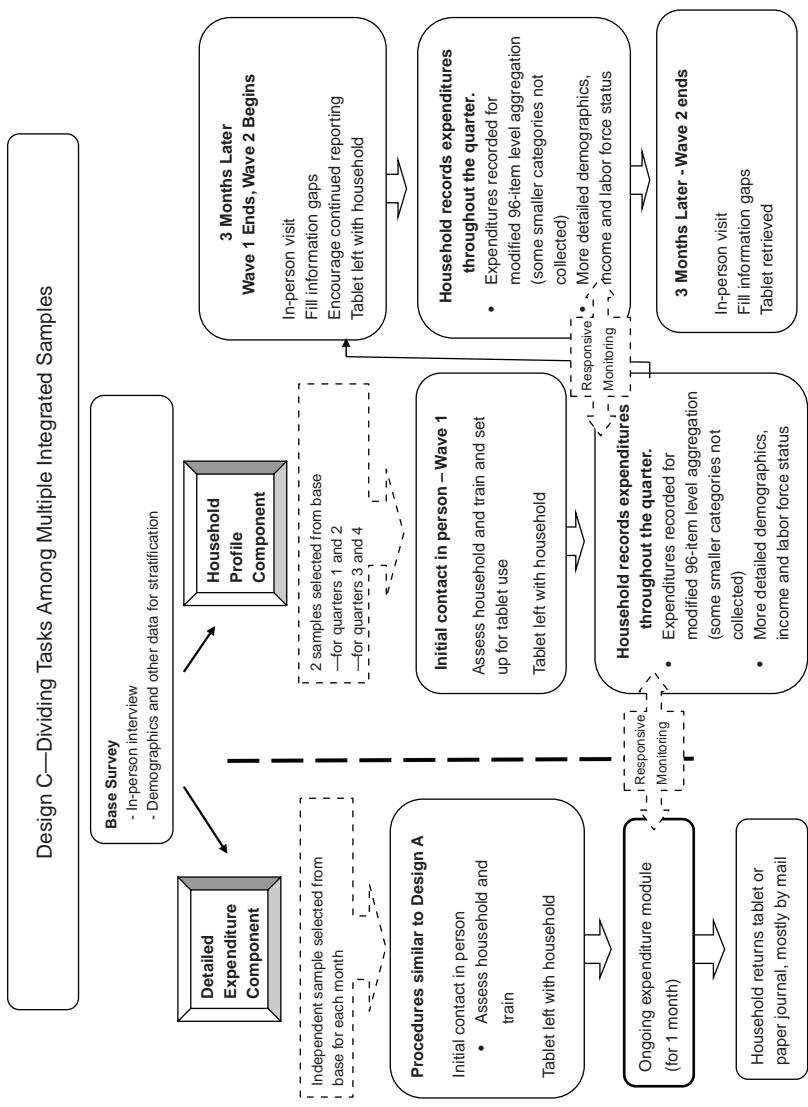 Design C—Dividing Tasks Among Multiple Integrated Samples
Base Survey
- In-person interview
- Demographics and other data for stratification
Detailed
Expenditure
Component
Independent sample selected from
base for each month
Procedures similar to Design A
Initial contact in person
• Assess household and
train
Tablet left with household
Ongoing expenditure module
(for 1 month)
Household returns tablet or
paper journal, mostly by mail
Responsive
Monitoring
Household
Profile
Component
2 samples selected from base
—for quarters 1 and 2
—for quarters 3 and 4
Initial contact in person – Wave 1
Assess household and train and set
up for tablet use
Tablet left with household
Household records expenditures
throughout the quarter.
• Expenditures recorded for
modified 96-item level aggregation
(some smaller categories not
collected)
• More detailed demographics,
income and labor force status
Responsive
Monitoring
3 Months Later
Wave 1 Ends, Wave 2 Begins
In-person visit
Fill information gaps
Encourage continued reporting
Tablet left with household
Household records expenditures
throughout the quarter.
• Expenditures recorded for
modified 96-item level aggregation
(some smaller categories not
collected)
• More detailed demographics,
income and labor force status
3 Months Later - Wave 2 ends
In-person visit
Fill information gaps
Tablet retrieved